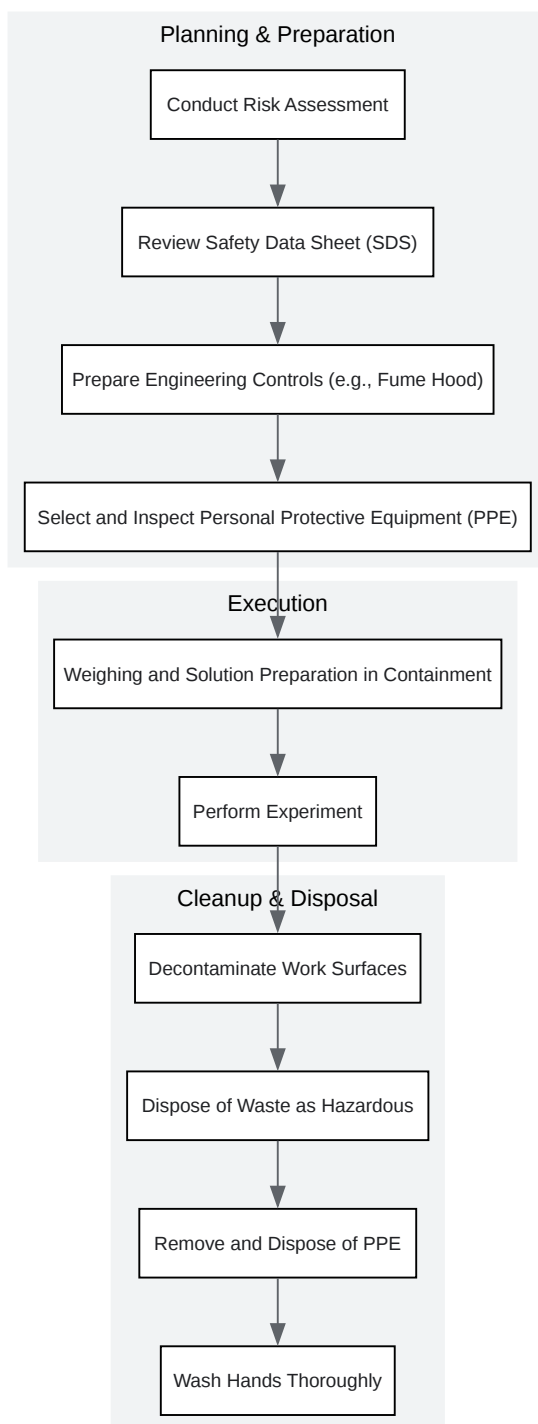 Planning & Preparation
Conduct Risk Assessment
Review Safety Data Sheet (SDS)
Prepare Engineering Controls (e.g., Fume Hood)
Select and Inspect Personal Protective Equipment (PPE)
Execution
Weighing and Solution Preparation in Containment
Perform Experiment
Cleanup & Disposal
Decontaminate Work Surfaces
Dispose of Waste as Hazardous
Remove and Dispose of PPE
Wash Hands Thoroughly